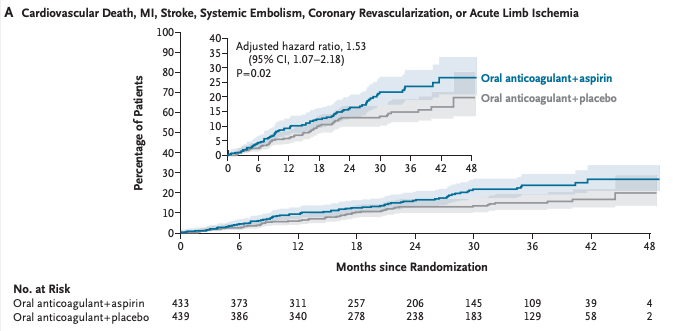 A Cardiovascular Death, MI, Stroke, Systemic Embolism, Coronary Revascularization, or Acute Limb Ischemia
Percentage of Patients
100
90
80
70
60
50
40
30
20
10
0
40
35
30
25
20
15
10
5
0
Adjusted hazard ratio, 1.53
(95% CI, 1.07–2.18)
P=0.02
Oral anticoagulant+aspirin
Oral anticoagulant+placebo
0 6 12 18 24 30 36 42 48
0 6 12 18 24 30 36 42 48
Months since Randomization
No. at Risk
Oral anticoagulant+aspirin 433 373 311 257 206 145 109 39 4
Oral anticoagulant+placebo 439 386 340 278 238 183 129 58 2